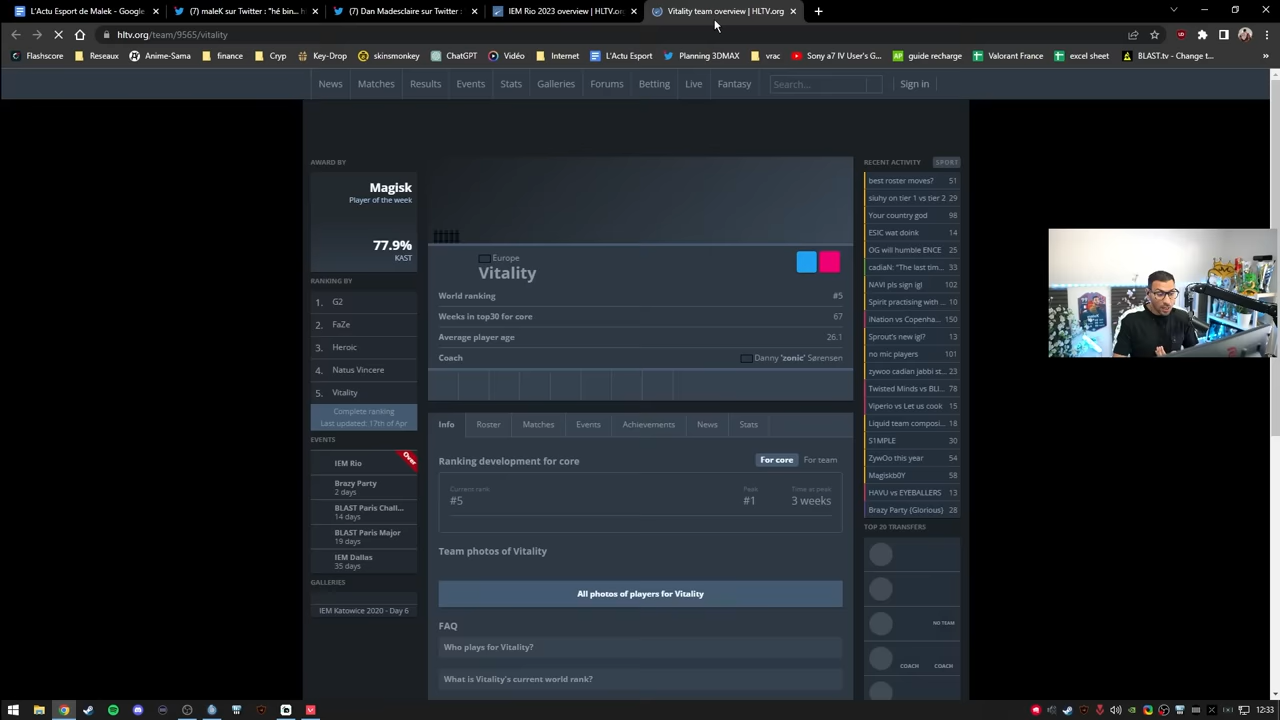 L'Actu Esport de Malek - Google
(7) maleK sur Twitter : "hé bin...
(7) Dan Madesclaire sur Twitter :
IEM Rio 2023 overview | HLTV.org
Vitality team overview | HLTV.org
hltv.org/team/9565/vitality
Flashscore
Reseaux
Anime-Sama
finance
Cryp
skinsmonkey
ChatGPT
Vidéo
Internet
L'Actu Esport
Planning 3DMAX
vrac
Sony a7 IV User's G...
guide recharge
Valorant France
excel sheet
BLAST.tv - Counter-...
News
Matches
Results
Events
Stats
Galleries
Forums
Betting
Live
Fantasy
Search...
Sign in
AWARD BY
Magisk
Player of the week
77.9%
KAST
RANKING BY
1. G2
2. FaZe
3. Heroic
4. Natus Vincere
5. Vitality
Complete ranking
Last updated: 17th of Apr
EVENTS
IEM Rio
Over
Brazy Party
2 days
BLAST Paris Chall...
14 days
BLAST Paris Major
19 days
IEM Dallas
35 days
GALLERIES
IEM Katowice 2020 - Day 6
Europe
Vitality
World ranking #5
Weeks in top30 for core 67
Average player age 26.1
Coach Danny 'zonic' Sørensen
Info
Roster
Matches
Events
Achievements
News
Stats
Ranking development for core
For core
For team
Current rank
#5
Peak
#1
Time at peak
3 weeks
Team photos of Vitality
All photos of players for Vitality
FAQ
Who plays for Vitality?
What is Vitality's current world rank?
RECENT ACTIVITY
SPORT
best roster moves? 51
siuhy on tier 1 vs tier 2 29
Your country god 98
ESIC wat doink 14
OG will humble ENCE 25
cadiaN: "The last tim... 33
NAVI pls sign igl 102
Spirit practising with ... 10
iNation vs Copenha... 150
Sprout's new igl? 13
no mic players 101
zywoo cadian jabbi st... 23
Twisted Minds vs BLI... 78
Viperio vs Let us cook 15
Liquid team composi... 18
S1MPLE 30
ZywOo this year 54
Magiskb0Y 58
HAVU vs EYEBALLERS 13
Brazy Party {Glorious} 28
TOP 20 TRANSFERS
NO TEAM
COACH
COACH
12:33